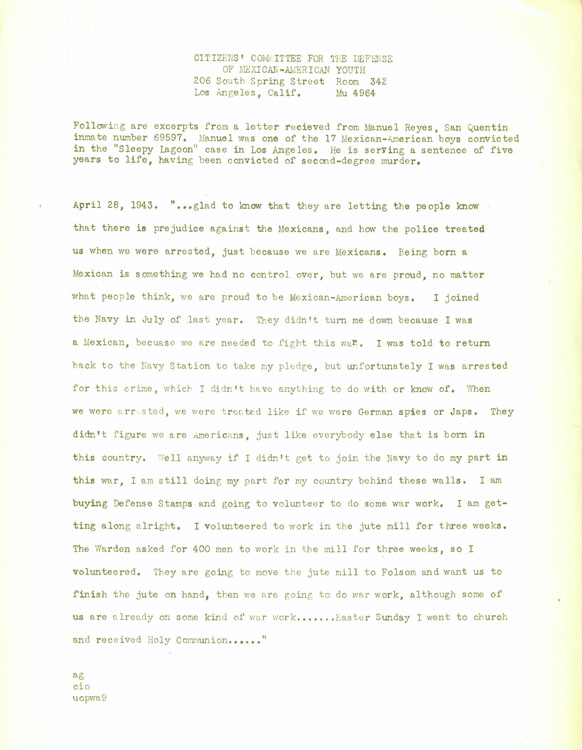 CITIZENS' COMMITTEE FOR THE DEFENSE
OF MEXICAN-AMERICAN YOUTH
206 South Spring Street Room 342
Los Angeles, Calif. Mu 4964
Following are excerpts from a letter recieved from Manuel Reyes, San Quentin
inmate number 69597. Manuel was one of the 17 Mexican-American boys convicted
in the "Sleepy Lagoon" case in Los Angeles. He is serving a sentence of five
years to life, having been convicted of second-degree murder.
April 28, 1943. "...glad to know that they are letting the people know
that there is prejudice against the Mexicans, and how the police treated
us when we were arrested, just because we are Mexicans. Being born a
Mexican is something we had no control over, but we are proud, no matter
what people think, we are proud to be Mexican-American boys. I joined
the Navy in July of last year. They didn't turn me down because I was
a Mexican, becuase we are needed to fight this war. I was told to return
back to the Navy Station to take my pledge, but unfortunately I was arrested
for this crime, which I didn't have anything to do with or know of. When
we were arrested, we were treated like if we were German spies or Japs. They
didn't figure we are Americans, just like everybody else that is born in
this country. Well anyway if I didn't get to join the Navy to do my part in
this war, I am still doing my part for my country behind these walls. I am
buying Defense Stamps and going to volunteer to do some war work. I am get-
ting along alright. I volunteered to work in the jute mill for three weeks.
The Warden asked for 400 men to work in the mill for three weeks, so I
volunteered. They are going to move the jute mill to Folsom and want us to
finish the jute on hand, then we are going to do war work, although some of
us are already on some kind of war work.......Easter Sunday I went to church
and received Holy Communion......"
ag
cio
uopwa9